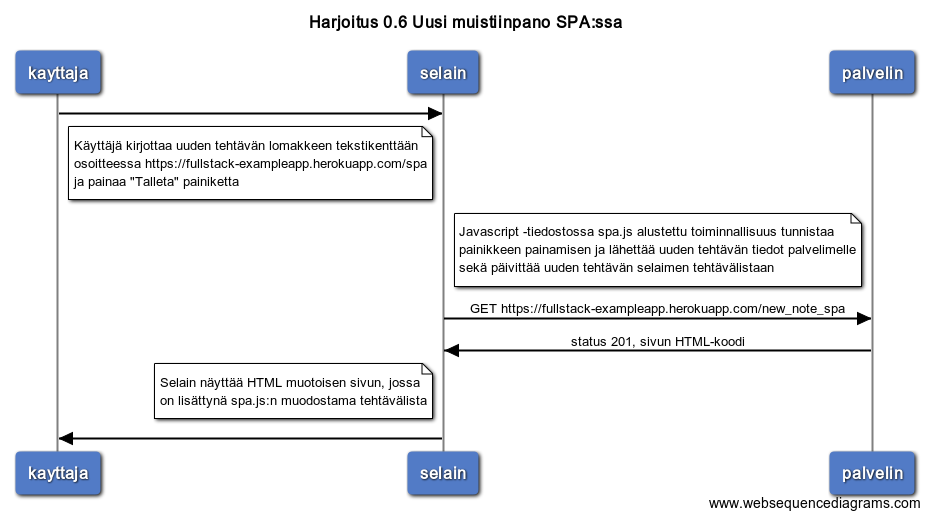 Harjoitus 0.6 Uusi muistiinpano SPA:ssa
kayttaja
selain
palvelin
Käyttäjä kirjottaa uuden tehtävän lomakkeen tekstikenttään
osoitteessa https://fullstack-exampleapp.herokuapp.com/spa
ja painaa "Talleta" painiketta
Javascript -tiedostossa spa.js alustettu toiminnallisuus tunnistaa
painikkeen painamisen ja lähettää uuden tehtävän tiedot palvelimelle
sekä päivittää uuden tehtävän selaimen tehtävälistaan
GET https://fullstack-exampleapp.herokuapp.com/new_note_spa
status 201, sivun HTML-koodi
Selain näyttää HTML muotoisen sivun, jossa
on lisättynä spa.js:n muodostama tehtävälista
kayttaja
selain
palvelin
www.websequencediagrams.com